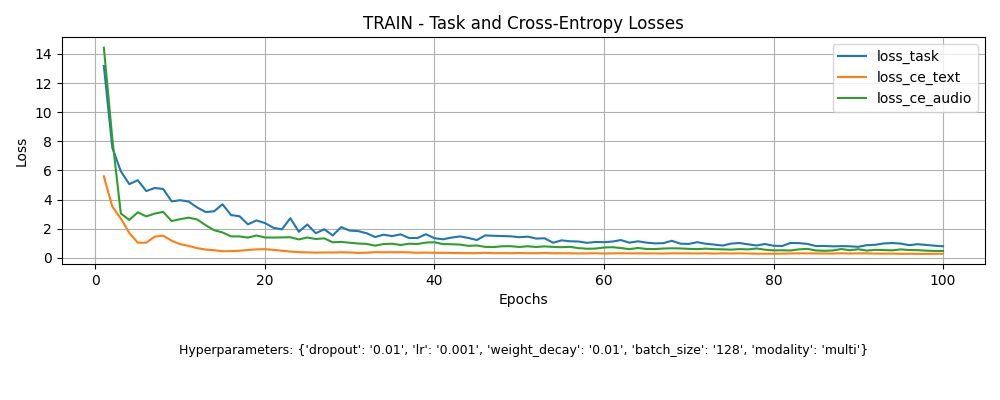 TRAIN - Task and Cross-Entropy Losses
Loss
14
12
10
8
6
4
2
0
loss_task
loss_ce_text
loss_ce_audio
0 20 40 60 80 100
Epochs
Hyperparameters: {'dropout': '0.01', 'lr': '0.001', 'weight_decay': '0.01', 'batch_size': '128', 'modality': 'multi'}